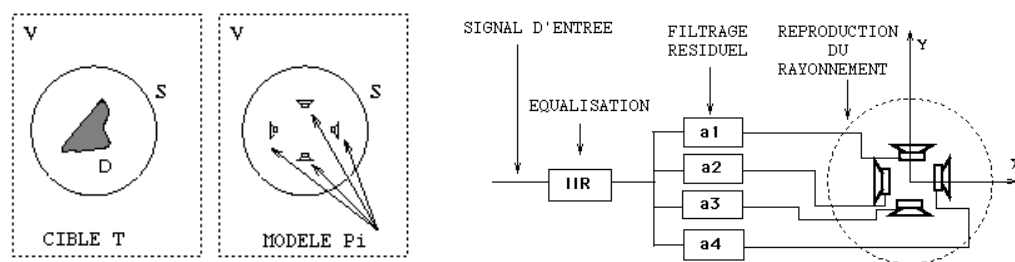 V
S
D
CIBLE T
V
S
MODELE Pi
SIGNAL D'ENTREE
EQUALISATION
IIR
FILTRAGE
RESIDUEL
a1
a2
a3
a4
REPRODUCTION
DU
RAYONNEMENT
Y
X